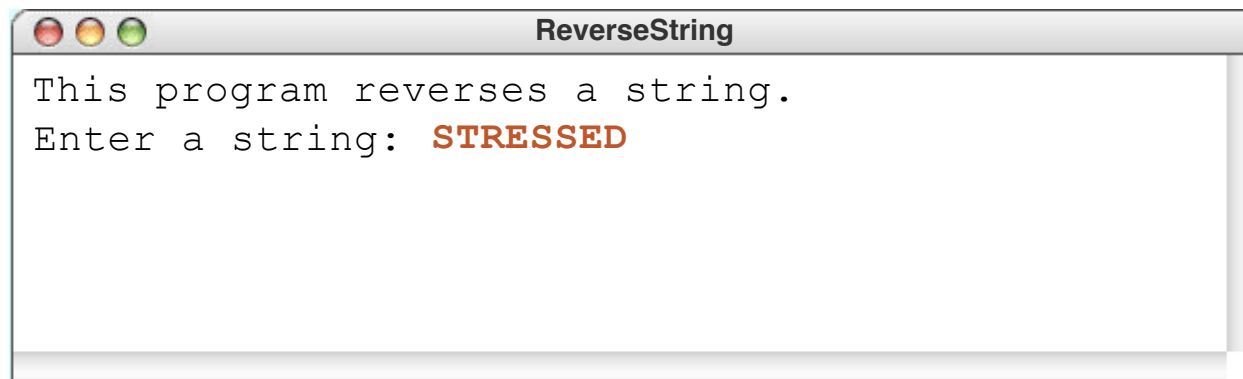 ReverseString
This program reverses a string.
Enter a string: STRESSED